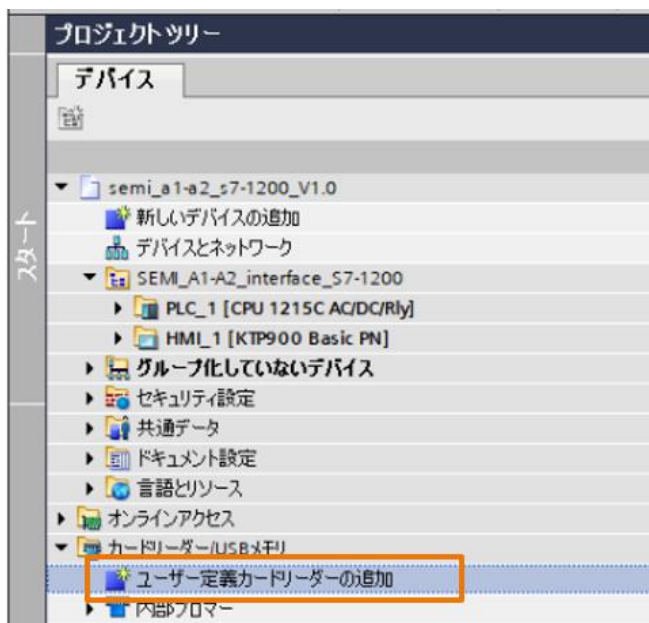 プロジェクトツリー
デバイス
スタート
semi_a1-a2_s7-1200_V1.0
新しいデバイスの追加
デバイスとネットワーク
SEMI_A1-A2_interface_S7-1200
PLC_1 [CPU 1215C AC/DC/Rly]
HMI_1 [KTP900 Basic PN]
グループ化していないデバイス
セキュリティ設定
共通データ
ドキュメント設定
言語とリソース
オンラインアクセス
カードリーダー/USBメモリ
ユーザー定義カードリーダーの追加
内部プロマー